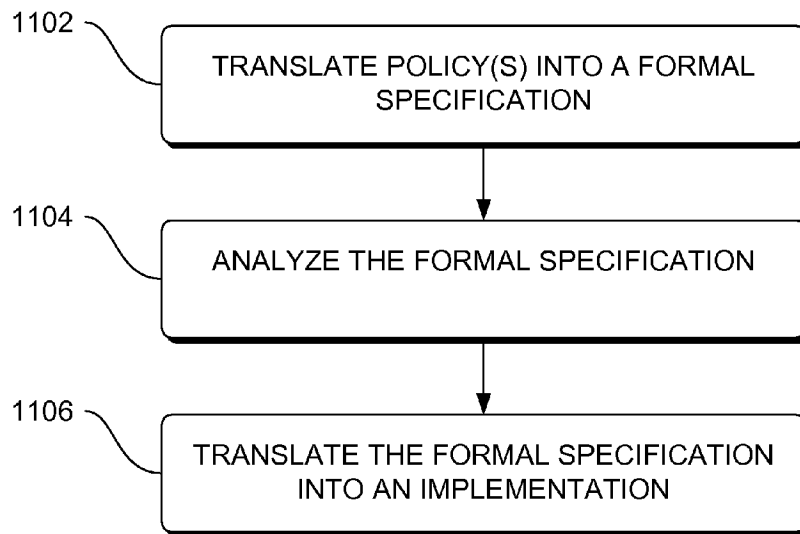 1102
TRANSLATE POLICY(S) INTO A FORMAL
SPECIFICATION
1104
ANALYZE THE FORMAL SPECIFICATION
1106
TRANSLATE THE FORMAL SPECIFICATION
INTO AN IMPLEMENTATION